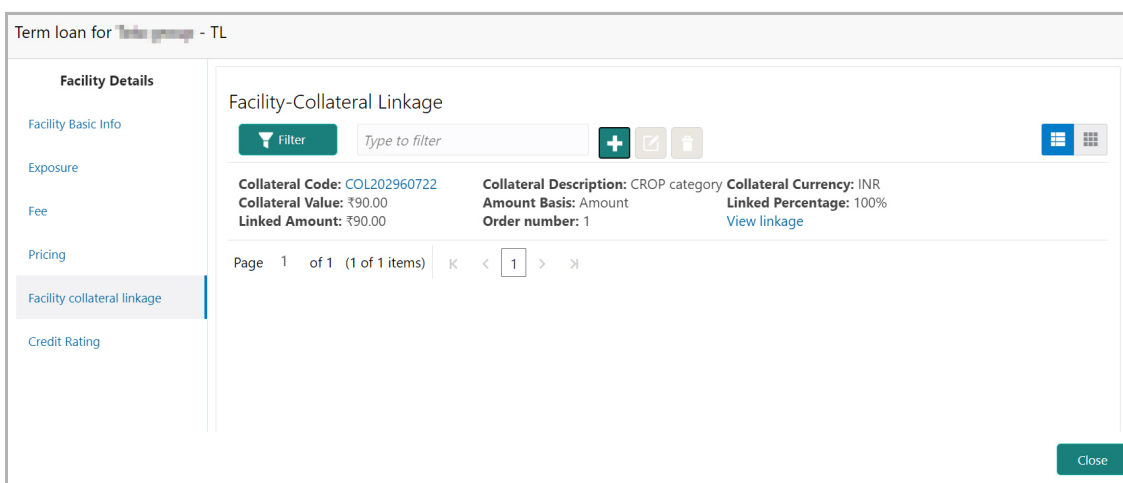 Term loan for - TL
Facility Details
Facility Basic Info
Exposure
Fee
Pricing
Facility collateral linkage
Credit Rating
Facility-Collateral Linkage
Filter
Type to filter
Collateral Code: COL202960722 Collateral Description: CROP category Collateral Currency: INR
Collateral Value: ₹90.00 Amount Basis: Amount Linked Percentage: 100%
Linked Amount: ₹90.00 Order number: 1 View linkage
Page 1 of 1 (1 of 1 items) 1
Close